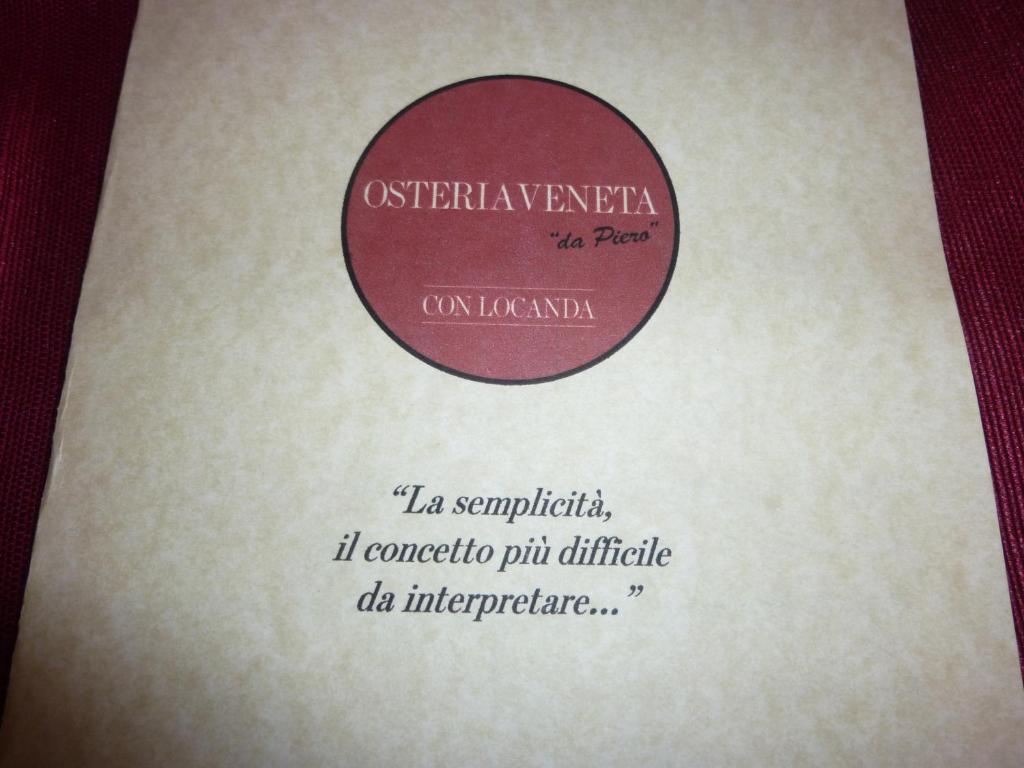 OSTERIAVENETA
"da Piero"
CON LOCANDA
“La semplicità,
il concetto più difficile
da interpretare...”